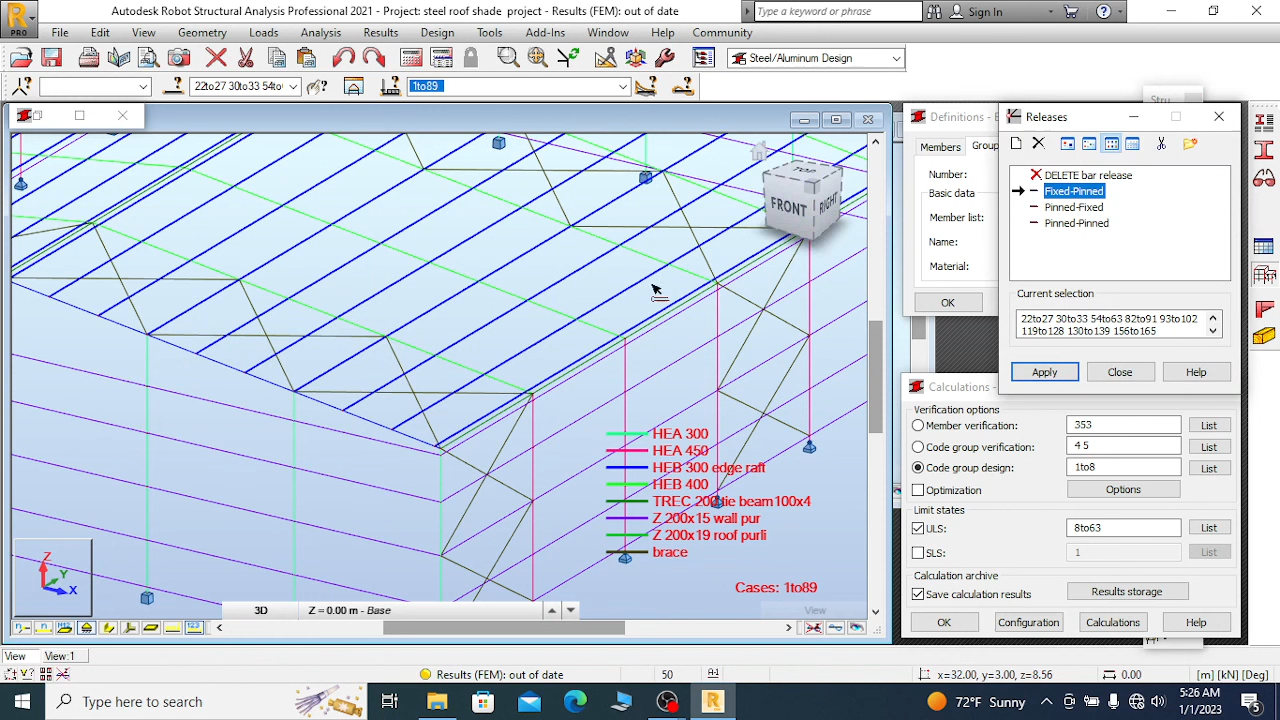 PRO
Autodesk Robot Structural Analysis Professional 2021 - Project: steel roof shade project - Results (FEM): out of date
Type a keyword or phrase
Sign In
File Edit View Geometry Loads Analysis Results Design Tools Add-Ins Window Help Community
Steel/Aluminum Design
22to27 30to33 54to
1to89
Definitions -
Stru
Releases
Members
Group
Number:
Basic data
Member list:
Name:
Material:
OK
DELETE bar release
Fixed-Pinned
Pinned-Fixed
Pinned-Pinned
Current selection
22to27 30to33 54to63 82to91 93to102
119to128 130to139 156to165
Apply
Close
Help
TOP
FRONT
RIGHT
HEA 300
HEA 450
HEB 300 edge raft
HEB 400
TREC 200 tie beam100x4
Z 200x15 wall pur
Z 200x19 roof purli
brace
Cases: 1to89
Calculations -
Verification options
Member verification:
353
List
Code group verification:
4 5
List
Code group design:
1to8
List
Optimization
Options
Limit states
ULS:
8to63
List
SLS:
1
List
Calculation archive
Save calculation results
Results storage
OK
Configuration
Calculations
Help
Z
Y
X
3D
Z = 0.00 m - Base
View
View
View:1
Results (FEM): out of date
50
x=32.00, y=3.00, z=8.56
0.00
[m] [kN] [Deg]
Type here to search
72°F Sunny
5:26 AM
1/1/2023